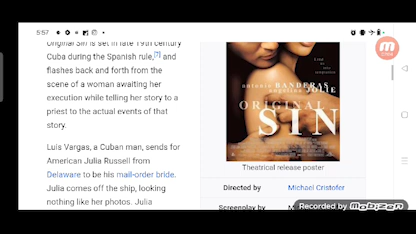 5:57
Original Sin is set in late 19th century
Cuba during the Spanish rule,[7] and
flashes back and forth from the
scene of a woman awaiting her
execution while telling her story to a
priest to the actual events of that
story.
Luis Vargas, a Cuban man, sends for
American Julia Russell from
Delaware to be his mail-order bride.
Julia comes off the ship, looking
nothing like her photos. Julia
antonio BANDERAS
angelina JOLIE
ORIGINAL
SIN
Theatrical release poster
Directed by Michael Cristofer
Screenplay by
Recorded by
mobizen